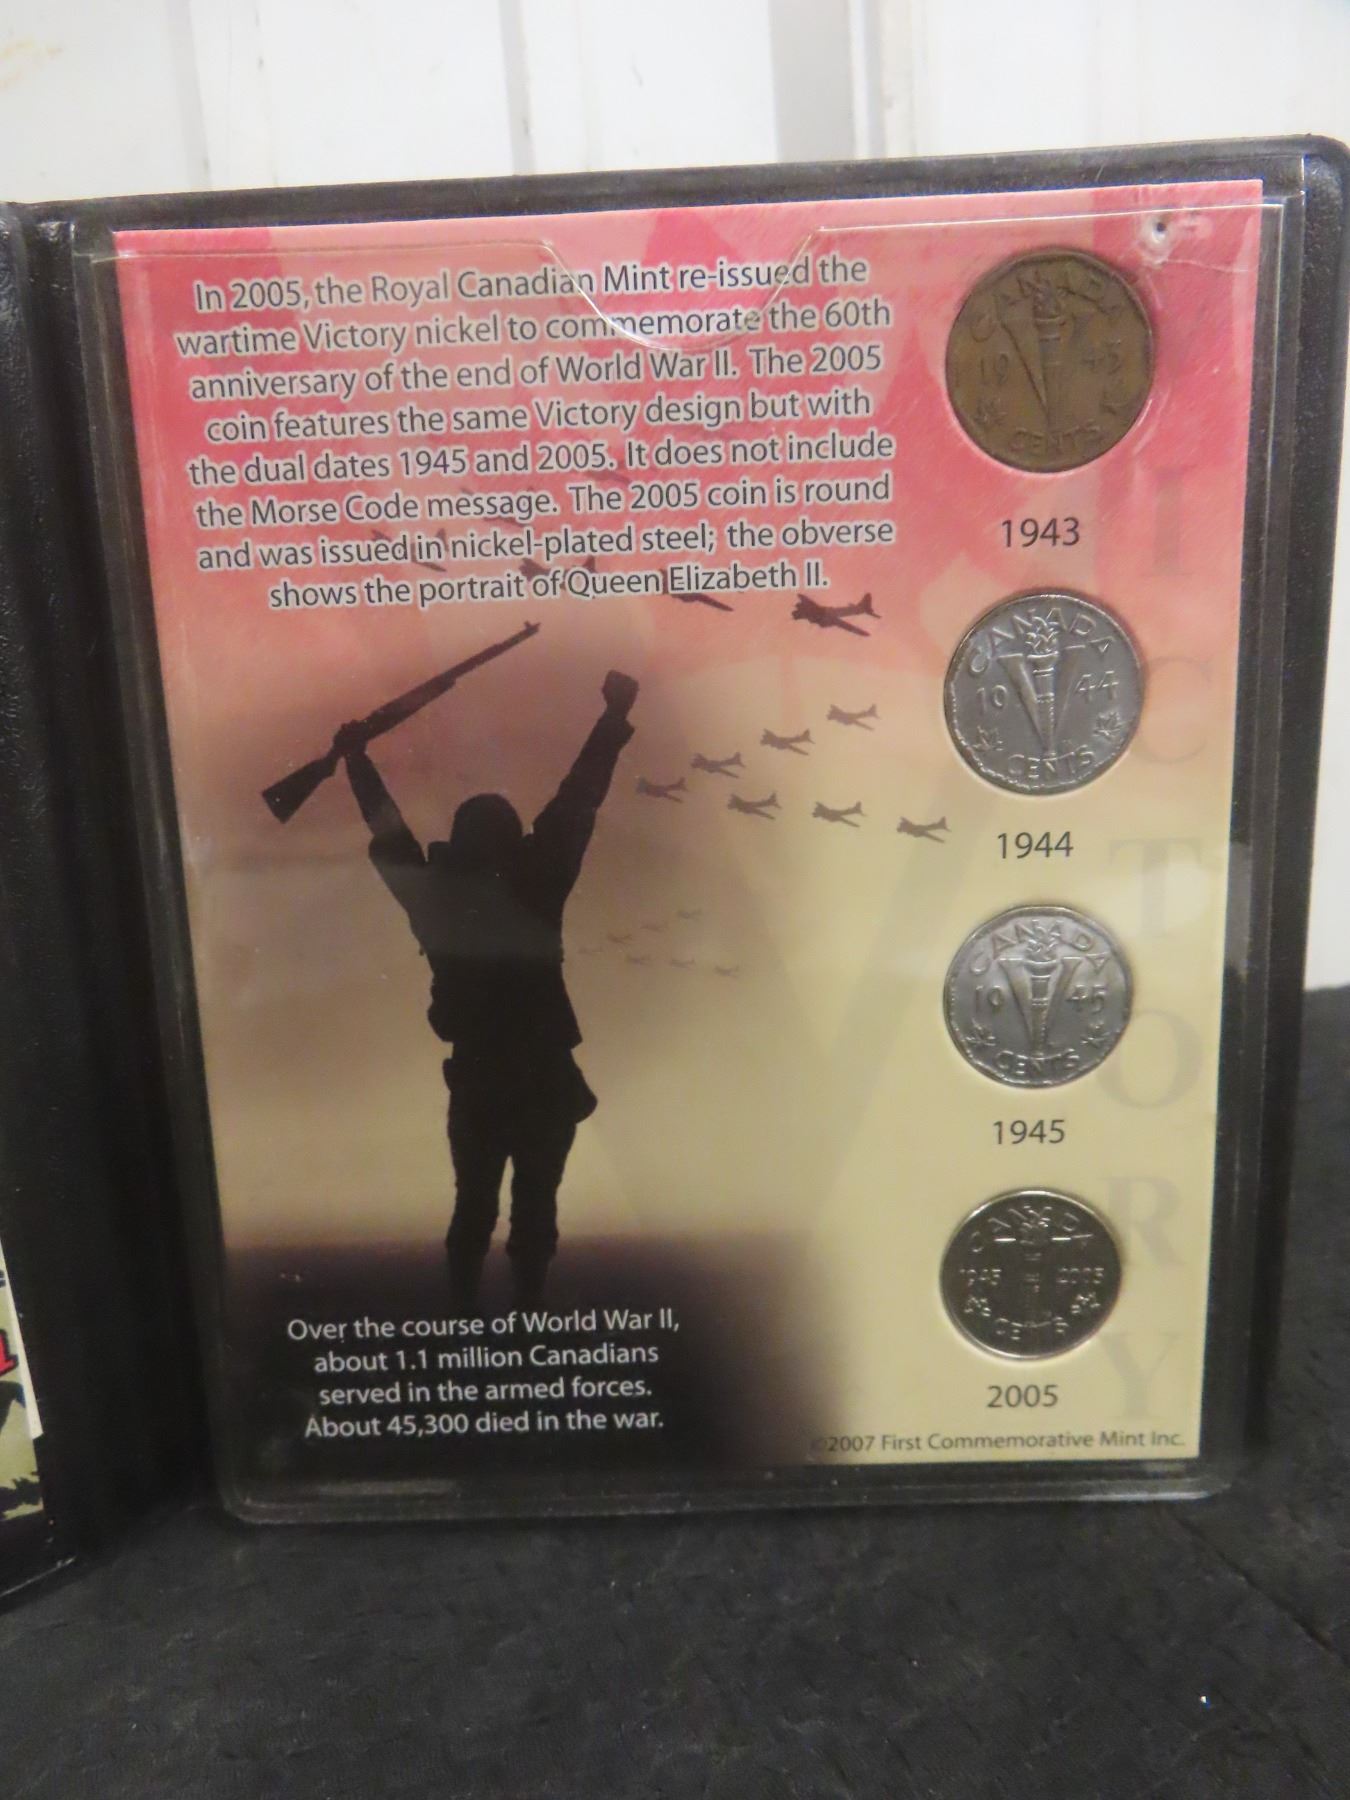 In 2005, the Royal Canadian Mint re-issued the
wartime Victory nickel to commemorate the 60th
anniversary of the end of World War II. The 2005
coin features the same Victory design but with
the dual dates 1945 and 2005. It does not include
the Morse Code message. The 2005 coin is round
and was issued in nickel-plated steel; the obverse
shows the portrait of Queen Elizabeth II.
CANADA
19 43
CENTS
1943
CANADA
19 44
CENTS
1944
CANADA
19 45
CENTS
1945
CANADA
1945 2005
CENTS
2005
VICTORY
Over the course of World War II,
about 1.1 million Canadians
served in the armed forces.
About 45,300 died in the war.
©2007 First Commemorative Mint Inc.